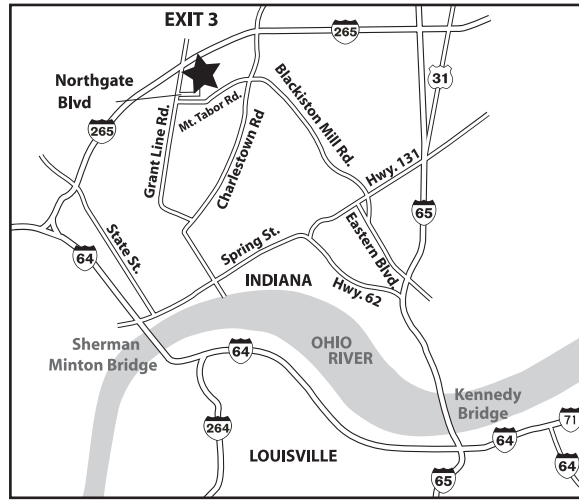 EXIT 3
265
31
Northgate
Blvd
265
Grant Line Rd.
Mt. Tabor Rd.
Charlestown Rd
Blackiston Mill Rd.
Hwy. 131
65
State St.
64
Spring St.
Eastern Blvd.
INDIANA
Hwy. 62
Sherman
Minton Bridge
64
OHIO
RIVER
Kennedy
Bridge
264
LOUISVILLE
64
71
64
65